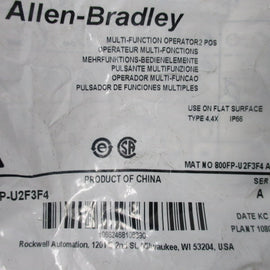 Allen-Bradley
MULTI-FUNCTION OPERATOR 2 POS
OPERATEUR MULTI-FONCTIONS
MEHRFUNKTIONS-BEDIENELEMENTE
PULSANTE MULTIFUNZIONE
OPERADOR MULTI-FUNCAO
PULSADOR DE FUNCIONES MULTIPLES
USE ON FLAT SURFACE
TYPE 4,4X IP66
MAT NO 800FP-U2F3F4 A
PRODUCT OF CHINA
P-U2F3F4
SER
A
DATE KC
PLANT 1080
Rockwell Automation, 1201 Milwaukee, WI 53204, USA